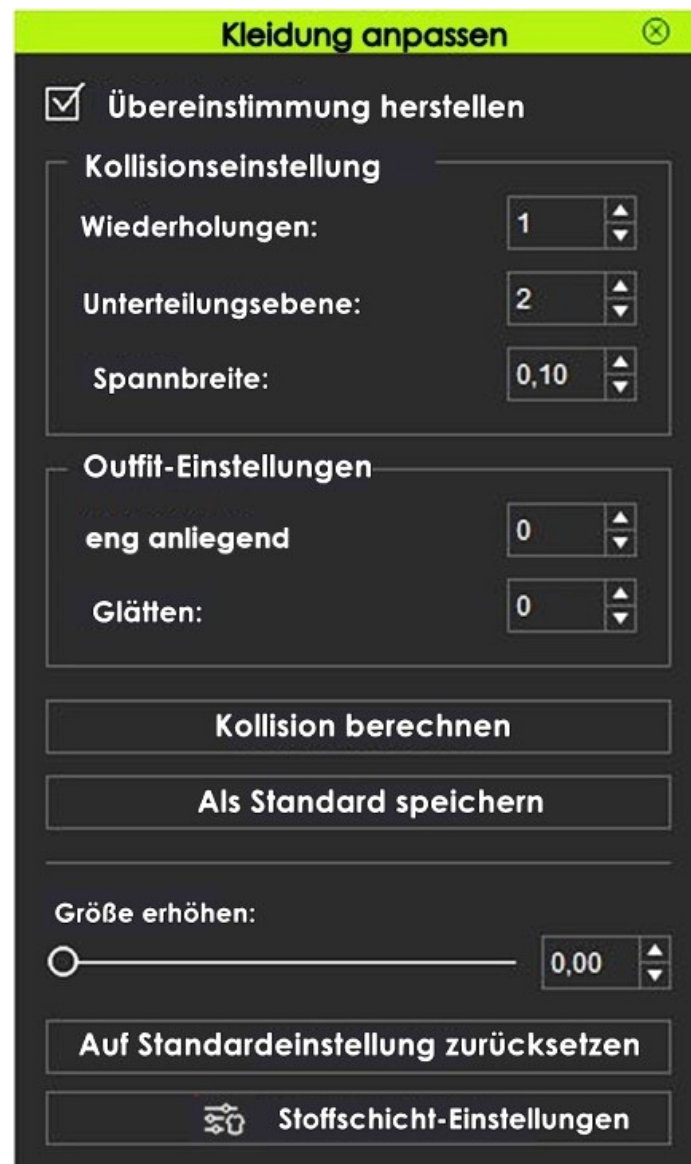 Kleidung anpassen
Übereinstimmung herstellen
Kollisionseinstellung
Wiederholungen: 1
Unterteilungsebene: 2
Spannbreite: 0,10
Outfit-Einstellungen
eng anliegend 0
Glätten: 0
Kollision berechnen
Als Standard speichern
Größe erhöhen:
0,00
Auf Standardeinstellung zurücksetzen
Stoffschicht-Einstellungen